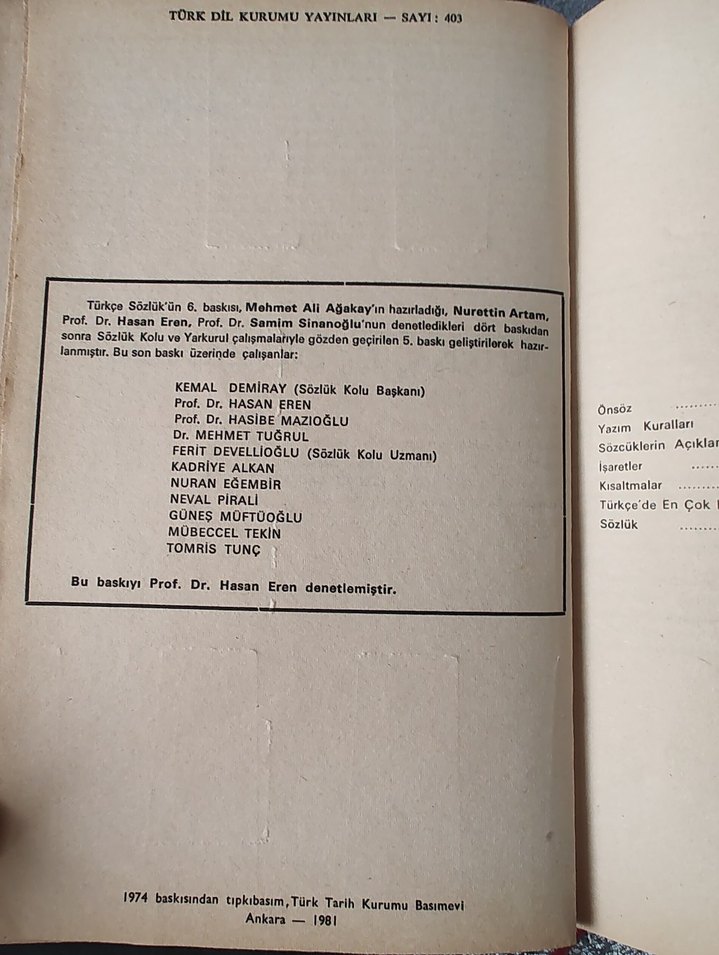 TÜRK DİL KURUMU YAYINLARI — SAYI: 403
Türkçe Sözlük'ün 6. baskısı, Mehmet Ali Ağakay'ın hazırladığı, Nurettin Artam,
Prof. Dr. Hasan Eren, Prof. Dr. Samim Sinanoğlu'nun denetledikleri dört baskıdan
sonra Sözlük Kolu ve Yarkurul çalışmalarıyle gözden geçirilen 5. baskı geliştirilerek hazır-
lanmıştır. Bu son baskı üzerinde çalışanlar:
KEMAL DEMİRAY (Sözlük Kolu Başkanı)
Prof. Dr. HASAN EREN
Prof. Dr. HASİBE MAZIOĞLU
Dr. MEHMET TUĞRUL
FERİT DEVELLİOĞLU (Sözlük Kolu Uzmanı)
KADRİYE ALKAN
NURAN EĞEMBİR
NEVAL PİRALİ
GÜNEŞ MÜFTÜOĞLU
MÜBECCEL TEKİN
TOMRİS TUNÇ
Bu baskıyı Prof. Dr. Hasan Eren denetlemiştir.
1974 baskısından tıpkıbasım, Türk Tarih Kurumu Basımevi
Ankara — 1981
Önsöz ..........
Yazım Kuralları
Sözcüklerin Açıklar
İşaretler .....
Kısaltmalar ........
Türkçe'de En Çok
Sözlük ........